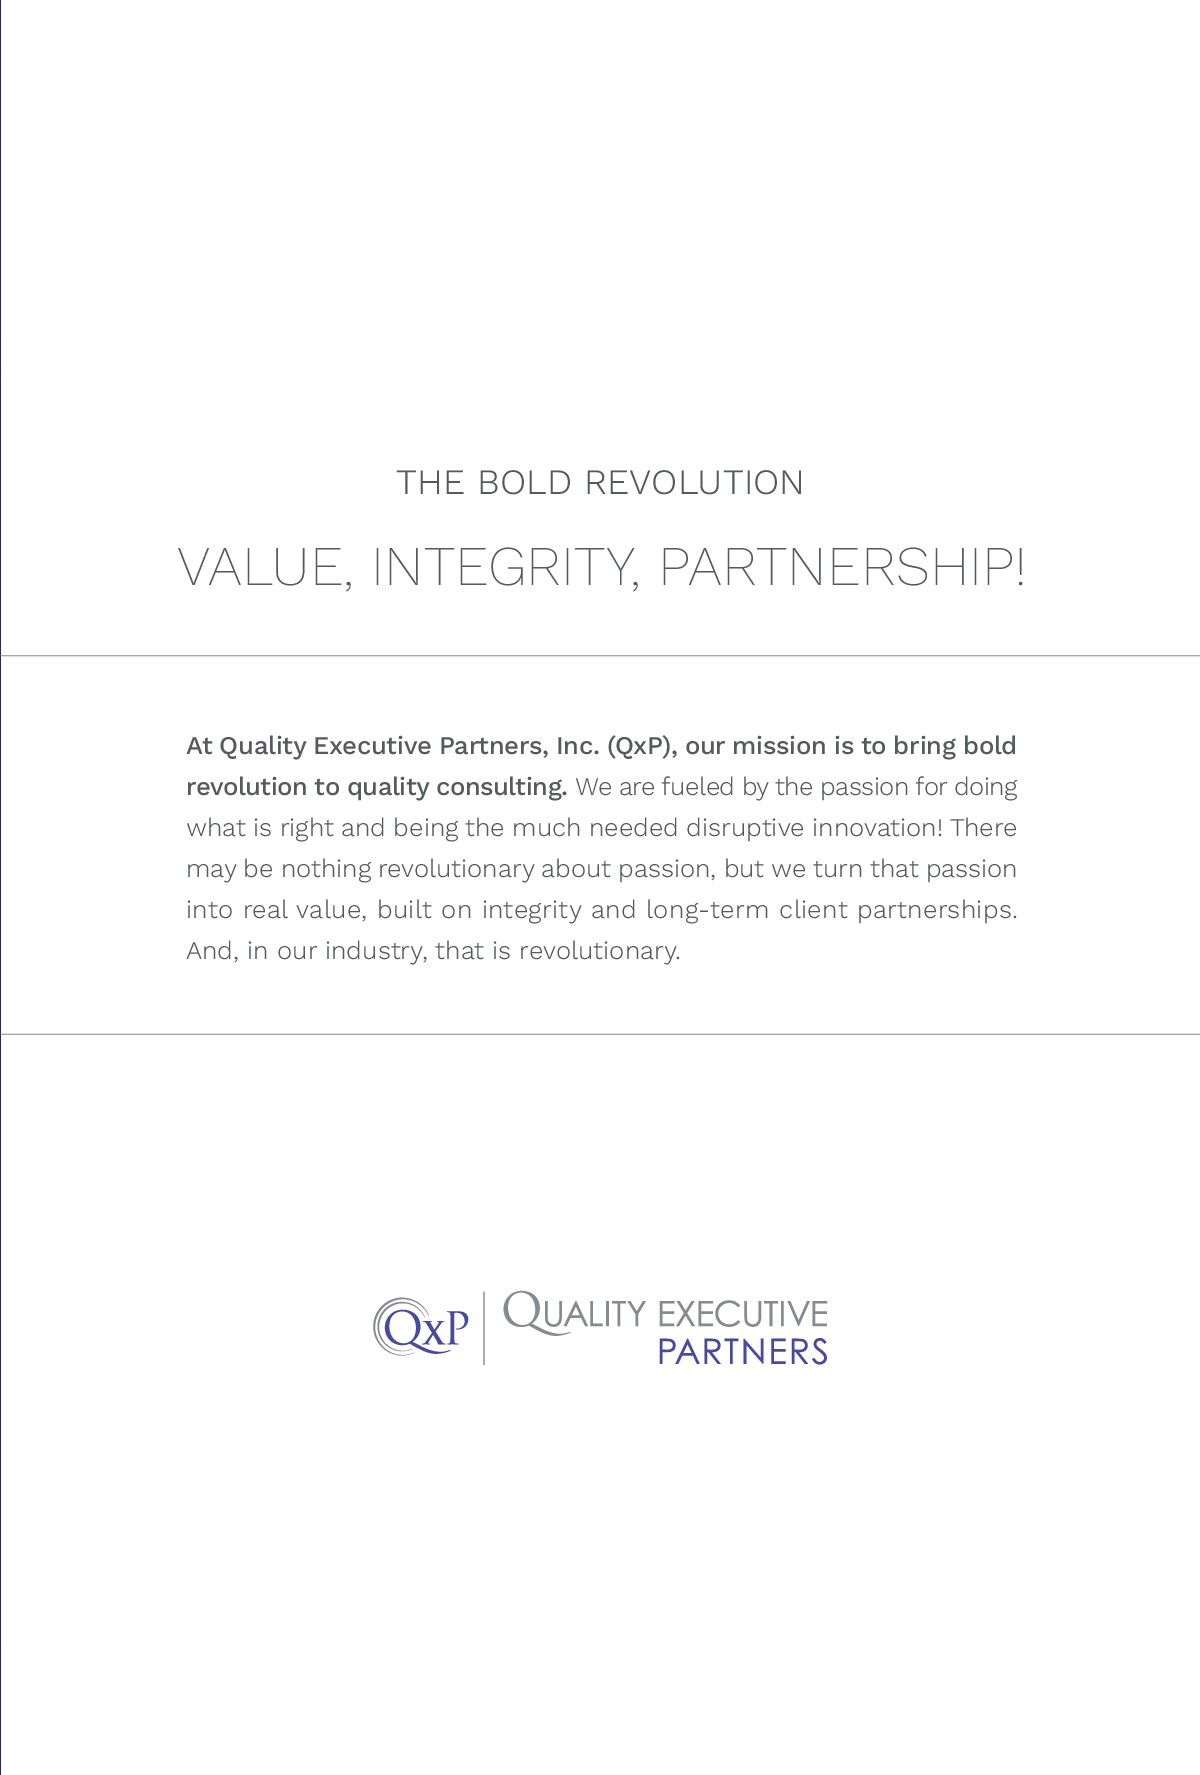 THE BOLD REVOLUTION
VALUE, INTEGRITY, PARTNERSHIP!
At Quality Executive Partners, Inc. (QxP), our mission is to bring bold
revolution to quality consulting. We are fueled by the passion for doing
what is right and being the much needed disruptive innovation! There
may be nothing revolutionary about passion, but we turn that passion
into real value, built on integrity and long-term client partnerships.
And, in our industry, that is revolutionary.
QxP
QUALITY EXECUTIVE
PARTNERS